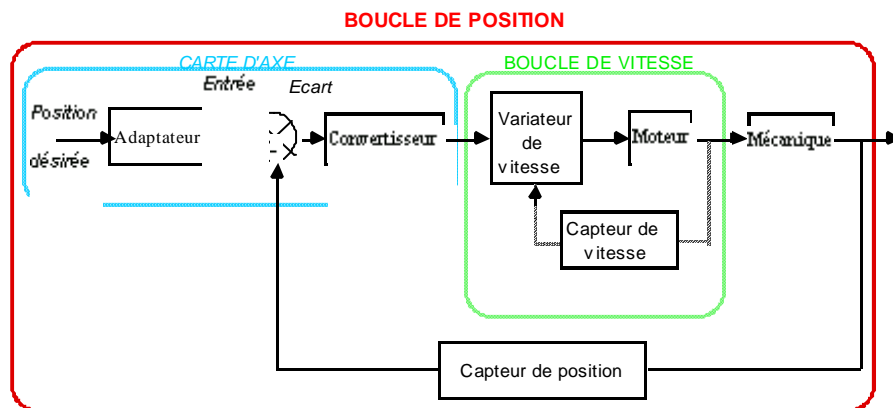 BOUCLE DE POSITION
CARTE D'AXE
BOUCLE DE VITESSE
Entrée
Ecart
Position
désirée
Adaptateur
Convertisseur
Variateur
de
vitesse
Moteur
Mécanique
Capteur de
vitesse
Capteur de position